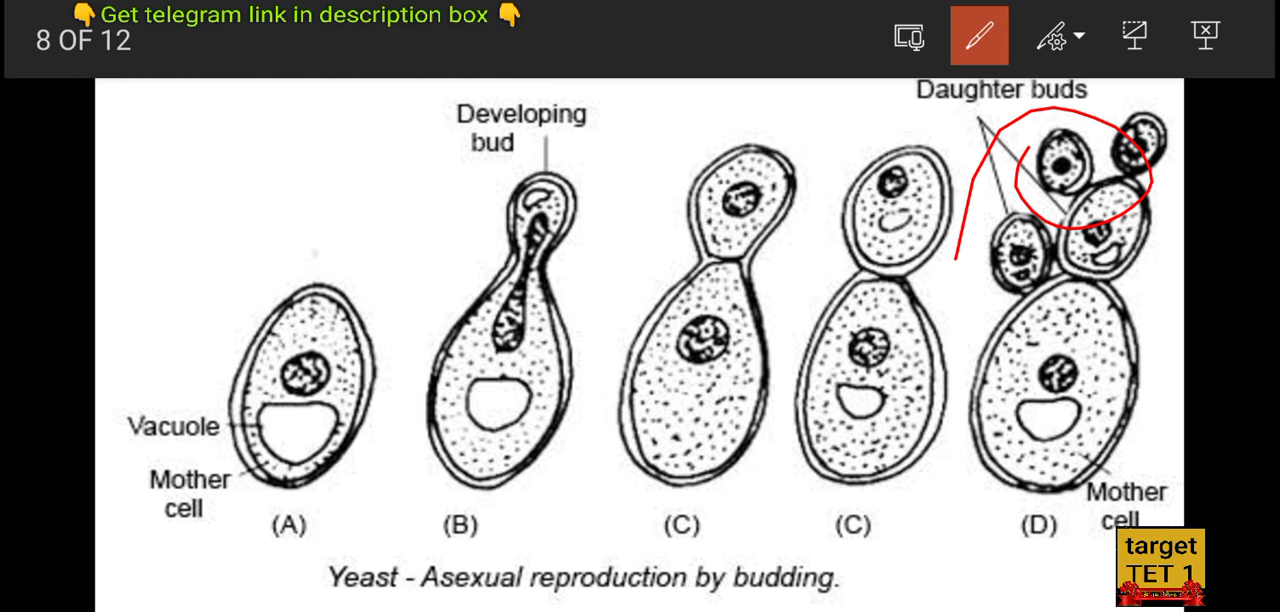 👇Get telegram link in description box 👇
8 OF 12
Daughter buds
Developing
bud
Vacuole
Mother
cell
Mother
cell
(A)
(B)
(C)
(C)
(D)
Yeast - Asexual reproduction by budding.
target
TET 1